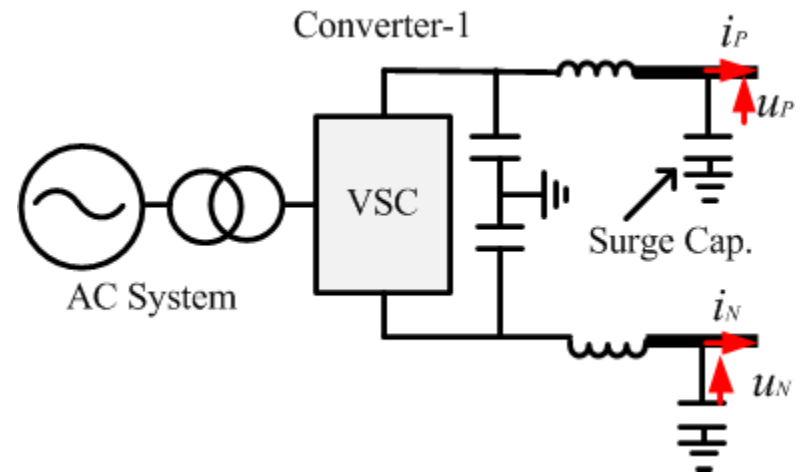 Converter-1
iP
uP
VSC
Surge Cap.
AC System
iN
uN